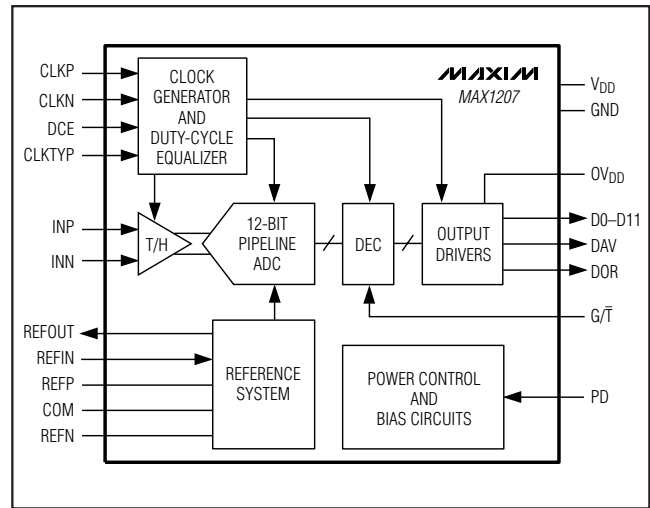 CLKP
CLKN
DCE
CLKTYP
CLOCK
GENERATOR
AND
DUTY-CYCLE
EQUALIZER
MAXIM
MAX1207
VDD
GND
OVDD
INP
INN
T/H
12-BIT
PIPELINE
ADC
DEC
OUTPUT
DRIVERS
D0–D11
DAV
DOR
G/T̅
REFOUT
REFIN
REFP
COM
REFN
REFERENCE
SYSTEM
POWER CONTROL
AND
BIAS CIRCUITS
PD